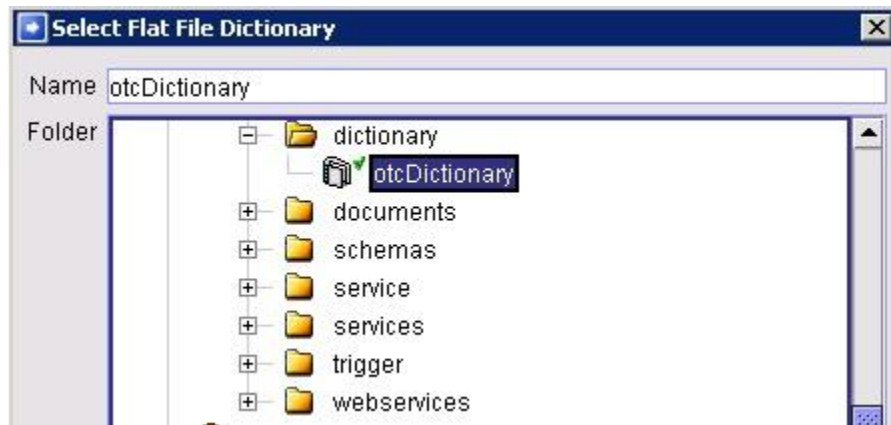 Select Flat File Dictionary
Name otcDictionary
Folder
dictionary
otcDictionary
documents
schemas
service
services
trigger
webservices